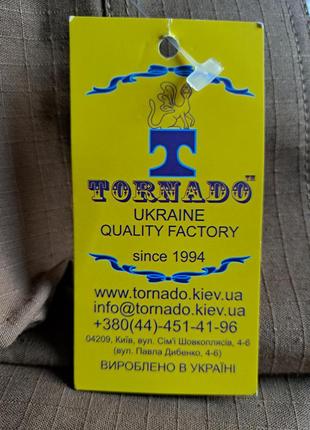 T
TORNADO™
UKRAINE
QUALITY FACTORY
since 1994
www.tornado.kiev.ua
info@tornado.kiev.ua
+380(44)-451-41-96
04209, Київ, вул. Сім'ї Шовкоплясів, 4-6
(вул. Павла Дибенко, 4-6)
ВИРОБЛЕНО В УКРАЇНІ